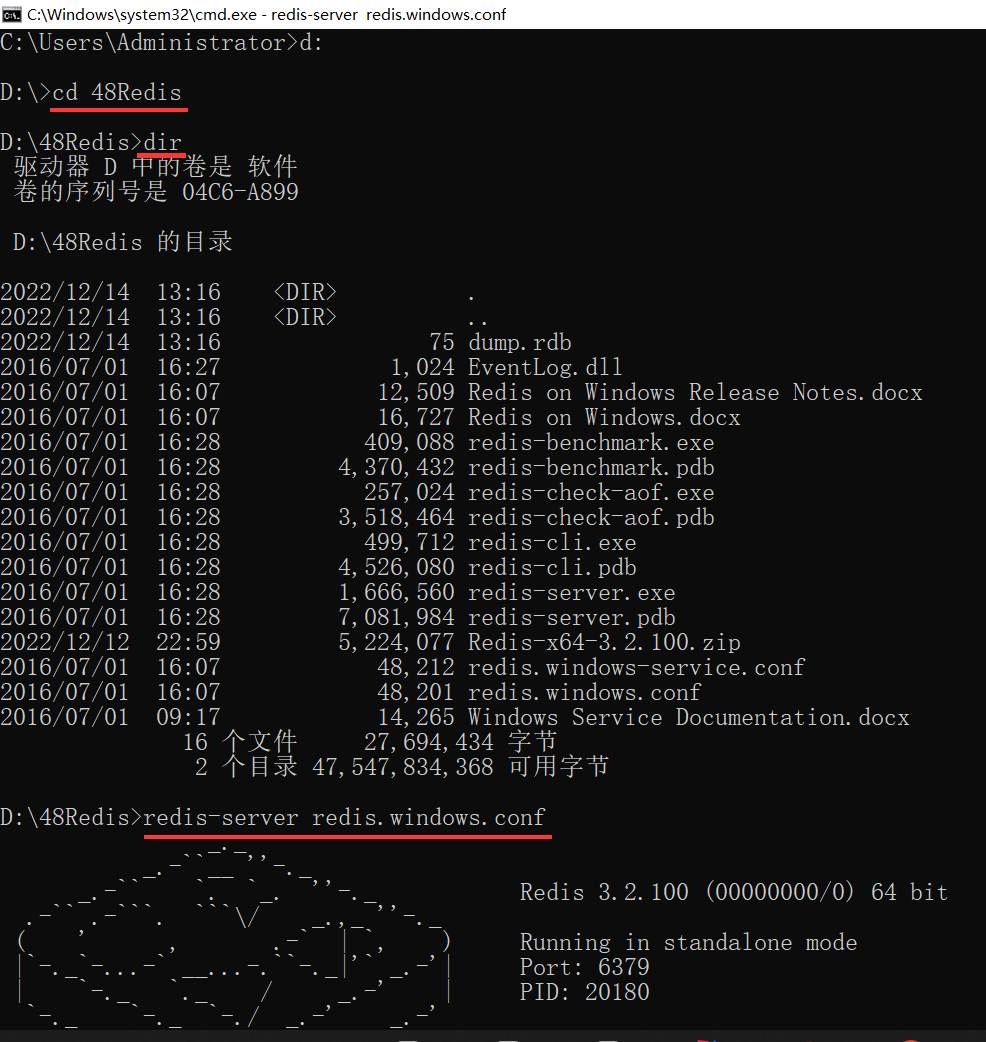 C:\Windows\system32\cmd.exe - redis-server  redis.windows.conf
C:\Users\Administrator>d:
D:\>cd 48Redis
D:\48Redis>dir
 驱动器 D 中的卷是 软件
 卷的序列号是 04C6-A899
 D:\48Redis 的目录
2022/12/14  13:16    <DIR>          .
2022/12/14  13:16    <DIR>          ..
2022/12/14  13:16                75 dump.rdb
2016/07/01  16:27             1,024 EventLog.dll
2016/07/01  16:07            12,509 Redis on Windows Release Notes.docx
2016/07/01  16:07            16,727 Redis on Windows.docx
2016/07/01  16:28           409,088 redis-benchmark.exe
2016/07/01  16:28         4,370,432 redis-benchmark.pdb
2016/07/01  16:28           257,024 redis-check-aof.exe
2016/07/01  16:28         3,518,464 redis-check-aof.pdb
2016/07/01  16:28           499,712 redis-cli.exe
2016/07/01  16:28         4,526,080 redis-cli.pdb
2016/07/01  16:28         1,666,560 redis-server.exe
2016/07/01  16:28         7,081,984 redis-server.pdb
2022/12/12  22:59         5,224,077 Redis-x64-3.2.100.zip
2016/07/01  16:07            48,212 redis.windows-service.conf
2016/07/01  16:07            48,201 redis.windows.conf
2016/07/01  09:17            14,265 Windows Service Documentation.docx
              16 个文件     27,694,434 字节
               2 个目录 47,547,834,368 可用字节
D:\48Redis>redis-server redis.windows.conf
Redis 3.2.100 (00000000/0) 64 bit
Running in standalone mode
Port: 6379
PID: 20180